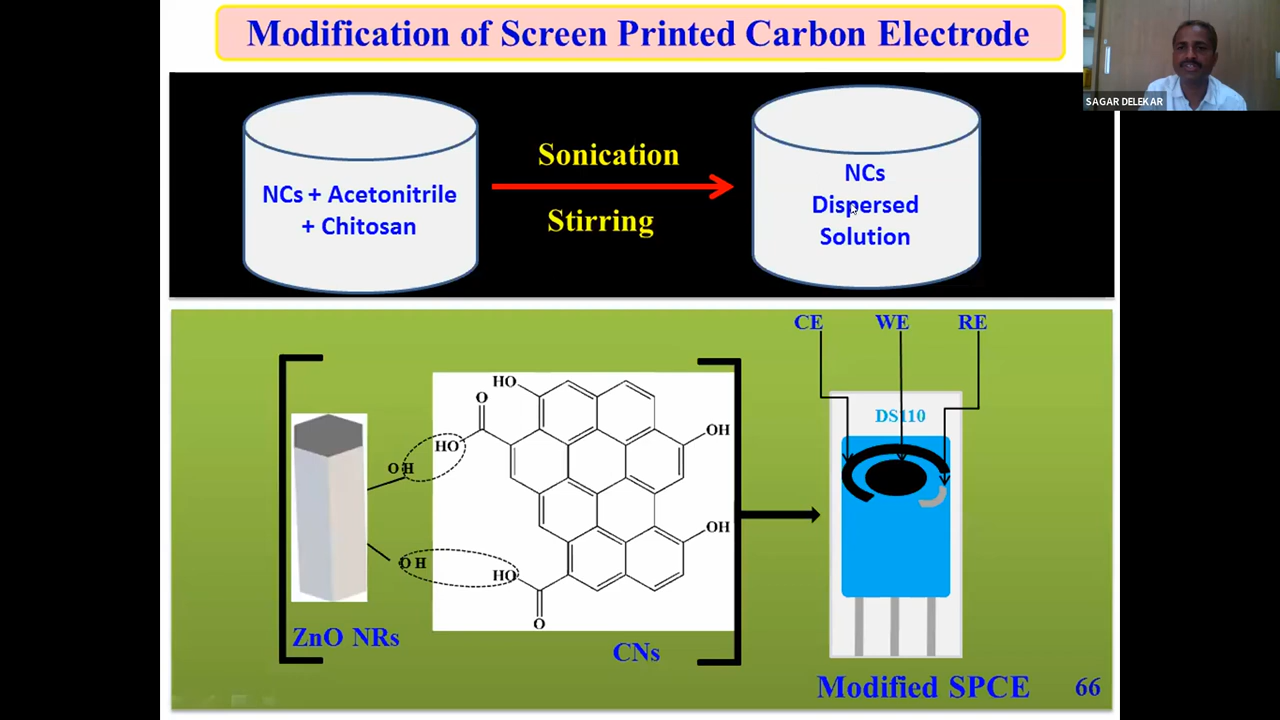 Modification of Screen Printed Carbon Electrode
SAGAR DELEKAR
NCs + Acetonitrile
+ Chitosan
Sonication
Stirring
NCs
Dispersed
Solution
CE WE RE
DS110
HO
O
HO
OH
OH
OH
OH
HO
O
ZnO NRs
CNs
Modified SPCE
66